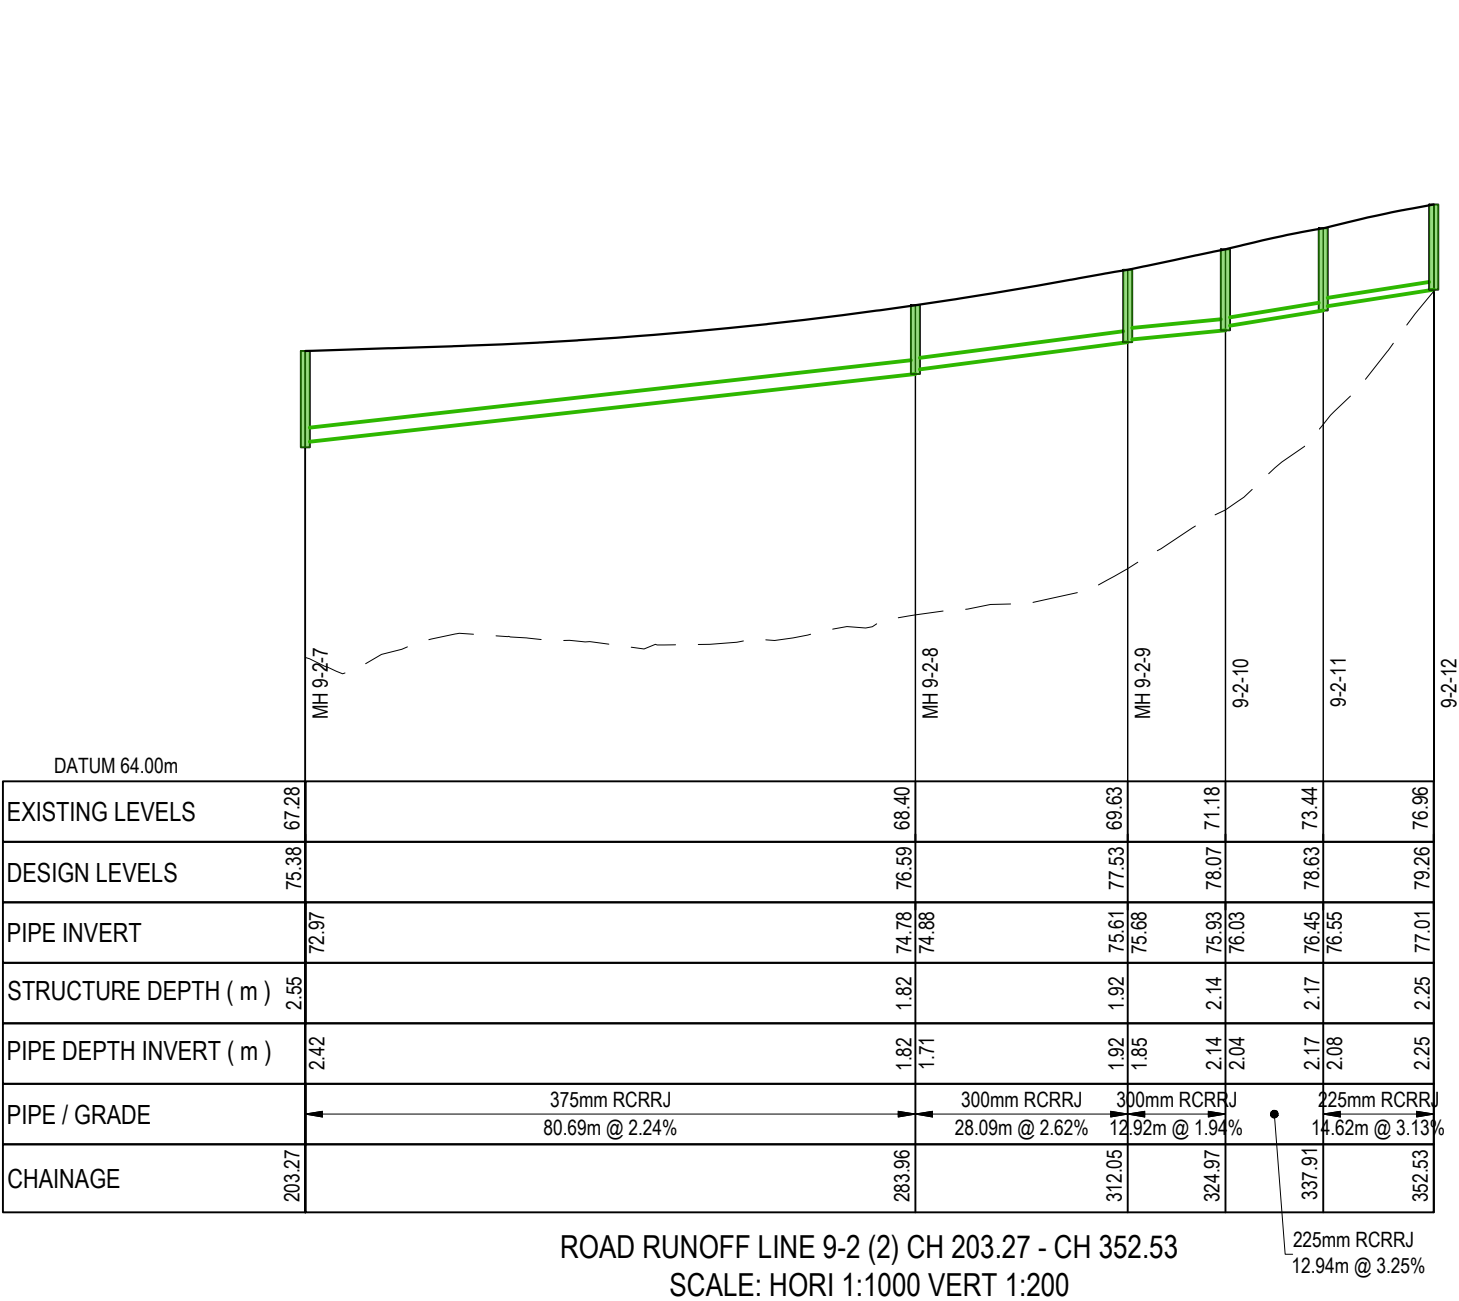 MH 9-2-7
MH 9-2-8
MH 9-2-9
9-2-10
9-2-11
9-2-12
DATUM 64.00m
EXISTING LEVELS 67.28 68.40 69.63 71.18 73.44 76.96
DESIGN LEVELS 75.38 76.59 77.53 78.07 78.63 79.26
PIPE INVERT 72.97 74.78 74.88 75.61 75.68 75.93 76.03 76.45 76.55 77.01
STRUCTURE DEPTH ( m ) 2.55 1.82 1.92 2.14 2.17 2.25
PIPE DEPTH INVERT ( m ) 2.42 1.82 1.71 1.92 1.85 2.14 2.04 2.17 2.08 2.25
PIPE / GRADE
375mm RCRRJ
80.69m @ 2.24%
300mm RCRRJ
28.09m @ 2.62%
300mm RCRRJ
12.92m @ 1.94%
225mm RCRRJ
14.62m @ 3.13%
CHAINAGE 203.27 283.96 312.05 324.97 337.91 352.53
225mm RCRRJ
12.94m @ 3.25%
ROAD RUNOFF LINE 9-2 (2) CH 203.27 - CH 352.53
SCALE: HORI 1:1000 VERT 1:200